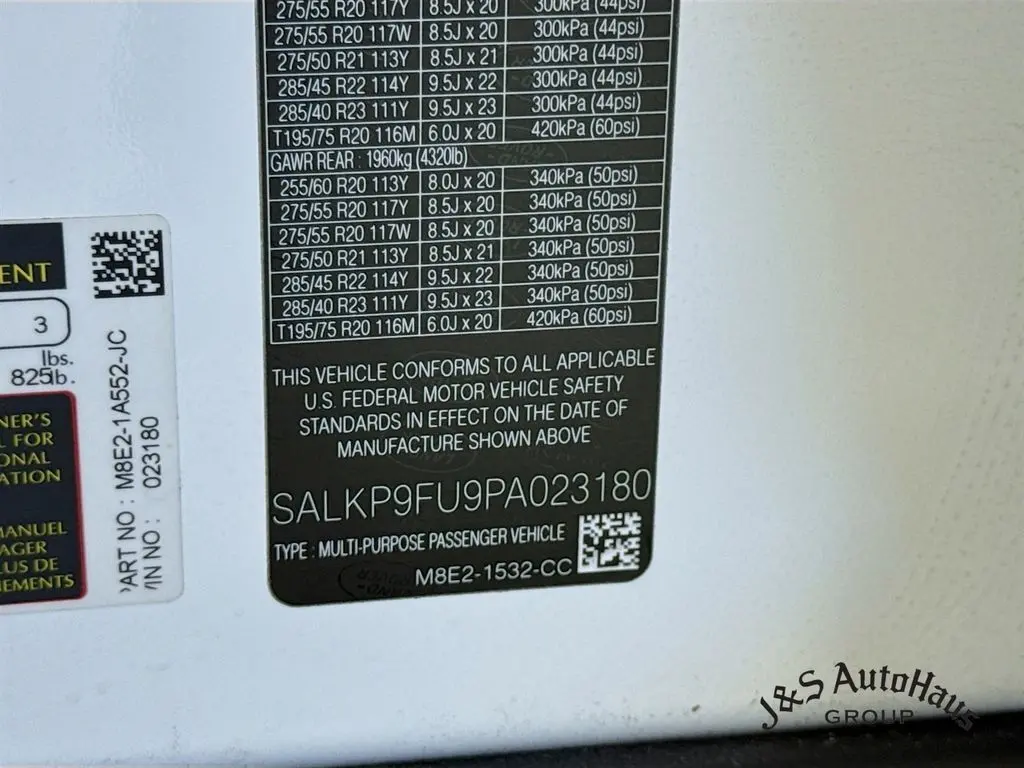 275/55 R20 117Y 8.5J x 20 300kPa (44psi)
275/55 R20 117W 8.5J x 20 300kPa (44psi)
275/50 R21 113Y 8.5J x 21 300kPa (44psi)
285/45 R22 114Y 9.5J x 22 300kPa (44psi)
285/40 R23 111Y 9.5J x 23 300kPa (44psi)
T195/75 R20 116M 6.0J x 20 420kPa (60psi)
GAWR REAR : 1960kg (4320lb)
255/60 R20 113Y 8.0J x 20 340kPa (50psi)
275/55 R20 117Y 8.5J x 20 340kPa (50psi)
275/55 R20 117W 8.5J x 20 340kPa (50psi)
275/50 R21 113Y 8.5J x 21 340kPa (50psi)
285/45 R22 114Y 9.5J x 22 340kPa (50psi)
285/40 R23 111Y 9.5J x 23 340kPa (50psi)
T195/75 R20 116M 6.0J x 20 420kPa (60psi)
THIS VEHICLE CONFORMS TO ALL APPLICABLE
U.S. FEDERAL MOTOR VEHICLE SAFETY
STANDARDS IN EFFECT ON THE DATE OF
MANUFACTURE SHOWN ABOVE
SALKP9FU9PA023180
TYPE : MULTI-PURPOSE PASSENGER VEHICLE
M8E2-1532-CC
ENT
3
lbs.
825lb.
NER'S
L FOR
ONAL
ATION
MANUEL
AGER
LUS DE
NEMENTS
PART NO : M8E2-1A552-JC
VIN NO : 023180
J&S AutoHaus
GROUP